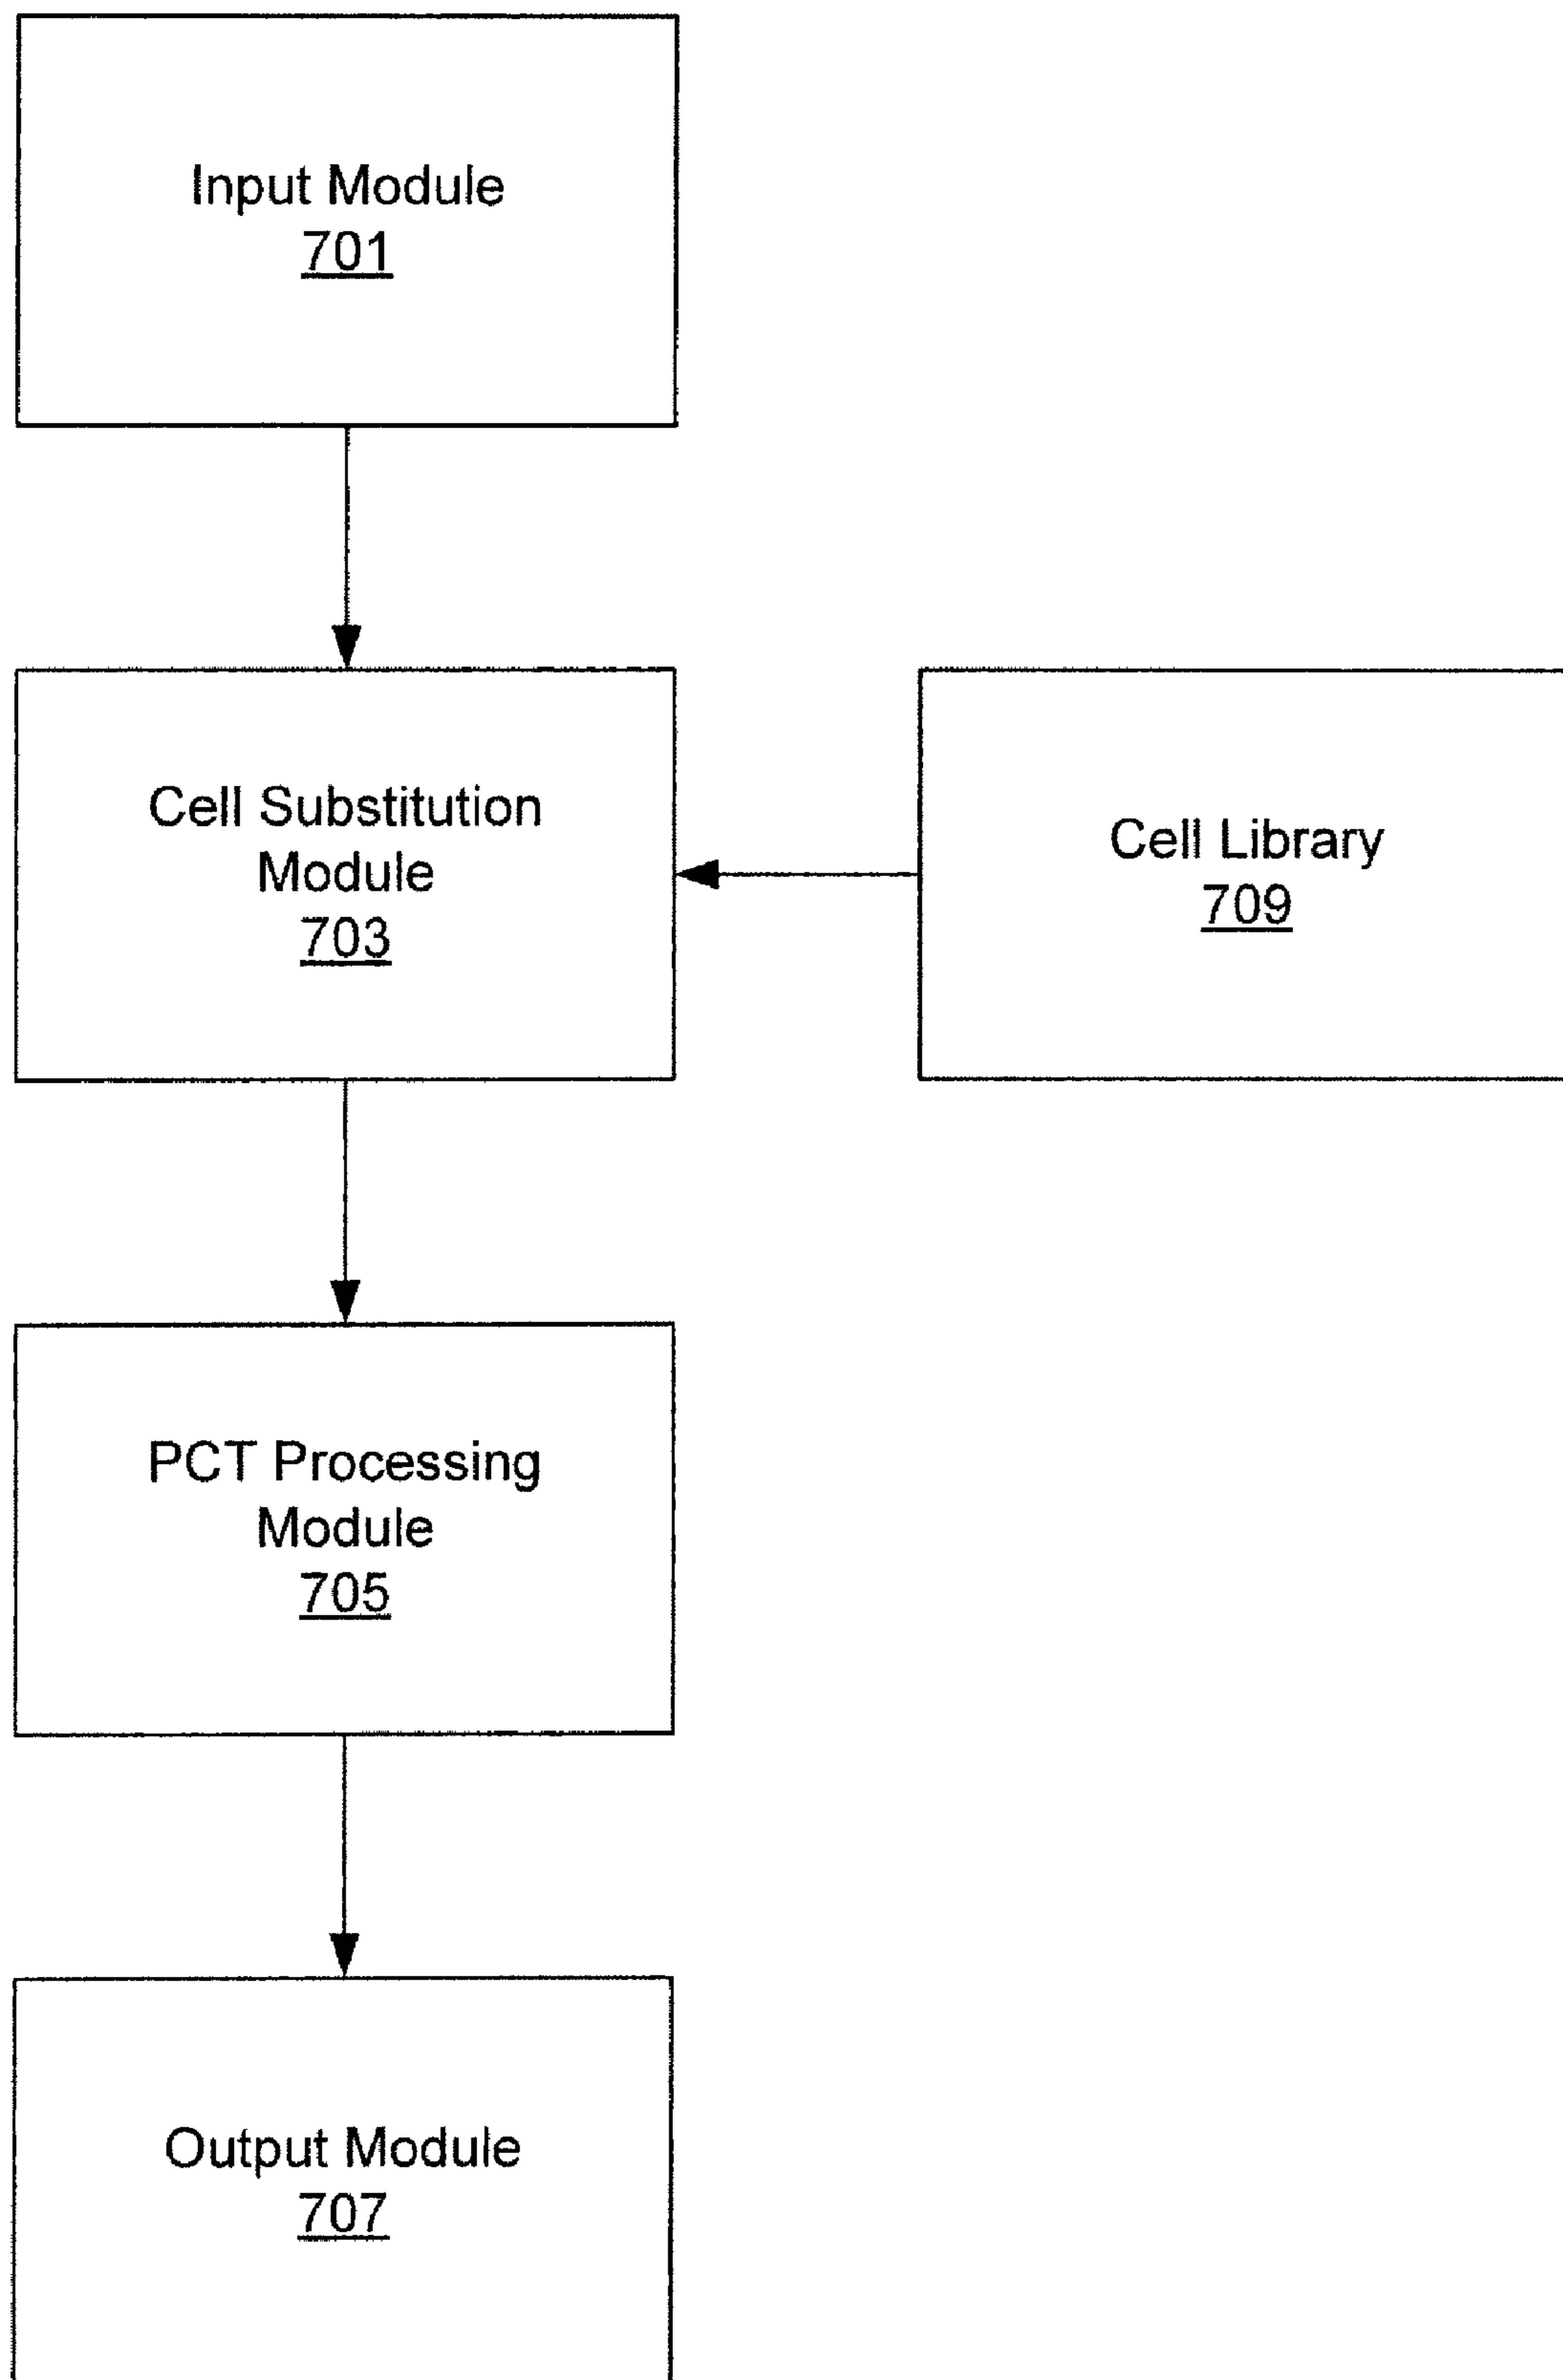 Input Module
701
Cell Substitution
Module
703
Cell Library
709
PCT Processing
Module
705
Output Module
707